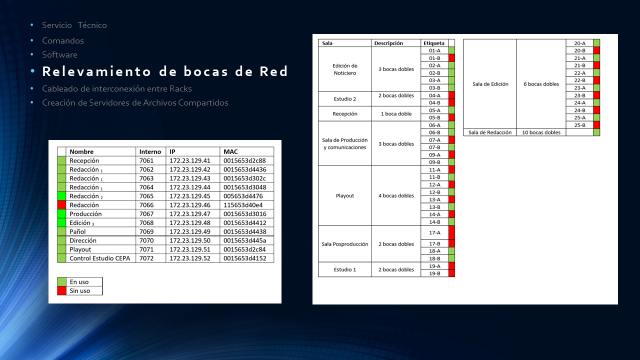 • Servicio Técnico
• Comandos
• Software
• Relevamiento de bocas de Red
• Cableado de interconexión entre Racks
• Creación de Servidores de Archivos Compartidos
Nombre Interno IP MAC
Recepción 7061 172.23.129.41 0015653d2c88
Redacción 1 7062 172.23.129.42 0015653d4436
Redacción 1 7063 172.23.129.43 0015653d302c
Redacción 1 7064 172.23.129.44 0015653d3048
Redacción 2 7065 172.23.129.45 005653d4476
Redacción 7066 172.23.129.46 115653d40e4
Producción 7067 172.23.129.47 0015653d3016
Edición 2 7068 172.23.129.48 0015653d4412
Pañol 7069 172.23.129.49 0015653d4438
Dirección 7070 172.23.129.50 0015653d445a
Playout 7071 172.23.129.51 0015653d2c84
Control Estudio CEPA 7072 172.23.129.52 0015653d4152
En uso
Sin uso
Sala Descripción Etiqueta
Edición de Noticiero 3 bocas dobles 01-A
01-B
02-A
02-B
03-A
03-B
Estudio 2 2 bocas dobles 04-A
04-B
Recepción 1 boca doble 05-A
05-B
Sala de Producción y comunicaciones 3 bocas dobles 06-A
06-B
07-A
07-B
09-A
09-B
Playout 4 bocas dobles 11-A
11-B
12-A
12-B
13-A
13-B
14-A
14-B
Sala Posproducción 2 bocas dobles 17-A
17-B
18-A
18-B
Estudio 1 2 bocas dobles 19-A
19-B
Sala de Edición 6 bocas dobles 20-A
20-B
21-A
21-B
22-A
22-B
23-A
23-B
24-A
24-B
25-A
25-B
Sala de Redacción 10 bocas dobles